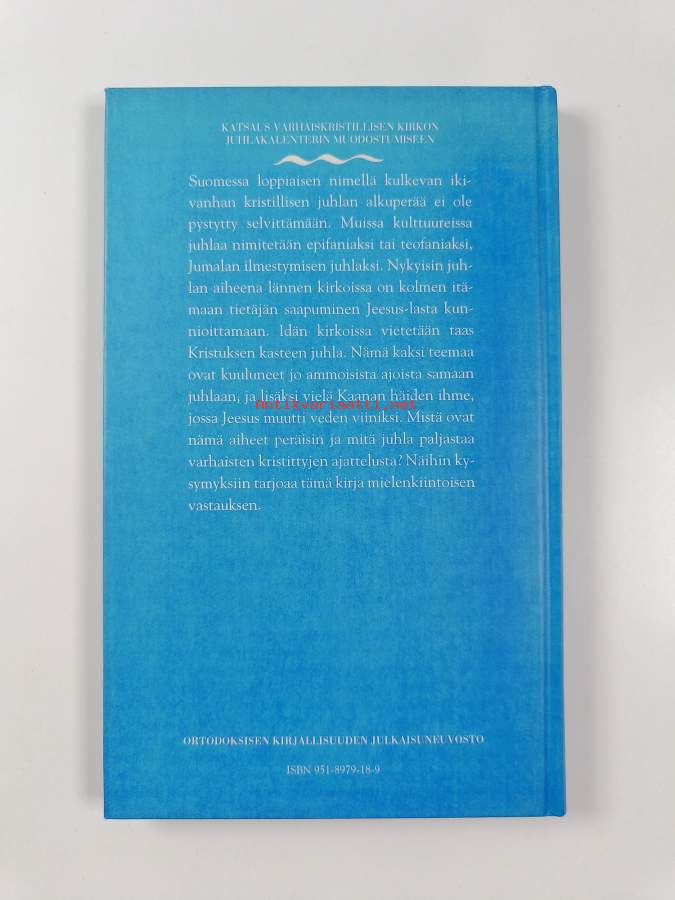 KATSAUS VARHAISKRISTILLISEN KIRKON
JUHLAKALENTERIN MUODOSTUMISEEN
Suomessa loppiaisen nimellä kulkevan iki-
vanhan kristillisen juhlan alkuperää ei ole
pystytty selvittämään. Muissa kulttuureissa
juhlaa nimitetään epifaniaksi tai teofaniaksi,
Jumalan ilmestymisen juhlaksi. Nykyisin juh-
lan aiheena lännen kirkoissa on kolmen itä-
maan tietäjän saapuminen Jeesus-lasta kun-
nioittamaan. Idän kirkoissa vietetään taas
Kristuksen kasteen juhla. Nämä kaksi teemaa
ovat kuuluneet jo ammoisista ajoista samaan
juhlaan, ja lisäksi vielä Kaanan häiden ihme,
Antikvariaatti.net
jossa Jeesus muutti veden viiniksi. Mistä ovat
nämä aiheet peräisin ja mitä juhla paljastaa
varhaisten kristittyjen ajattelusta? Näihin ky-
symyksiin tarjoaa tämä kirja mielenkiintoisen
vastauksen.
ORTODOKSISEN KIRJALLISUUDEN JULKAISUNEUVOSTO
ISBN 951-8979-18-9